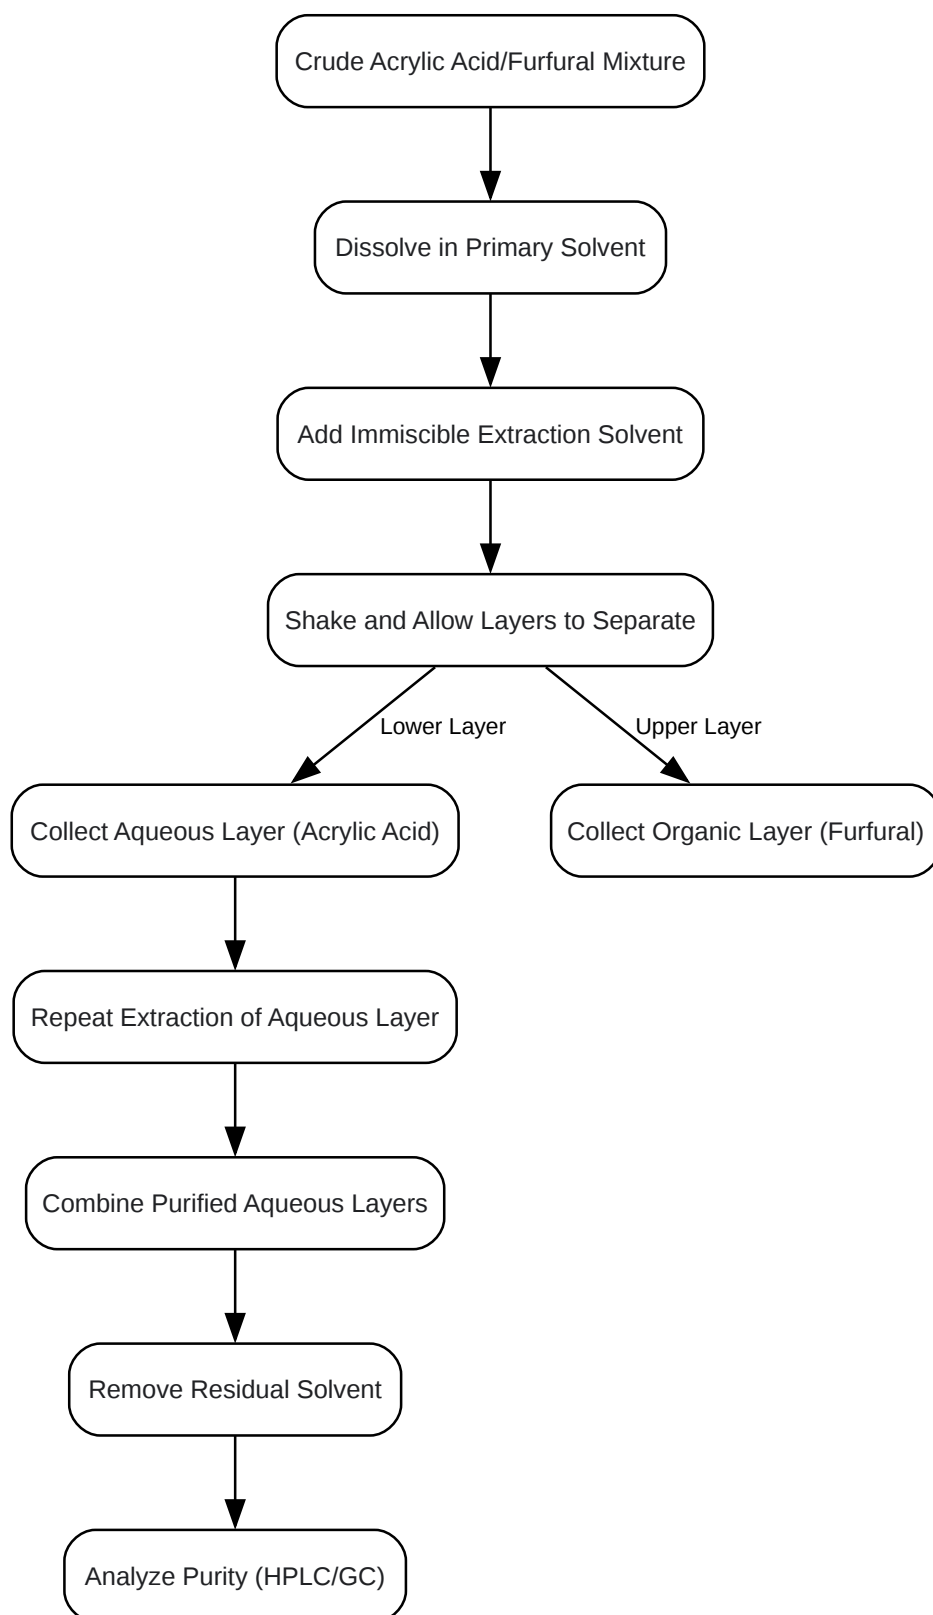 Crude Acrylic Acid/Furfural Mixture
Dissolve in Primary Solvent
Add Immiscible Extraction Solvent
Shake and Allow Layers to Separate
Lower Layer
Upper Layer
Collect Aqueous Layer (Acrylic Acid)
Collect Organic Layer (Furfural)
Repeat Extraction of Aqueous Layer
Combine Purified Aqueous Layers
Remove Residual Solvent
Analyze Purity (HPLC/GC)